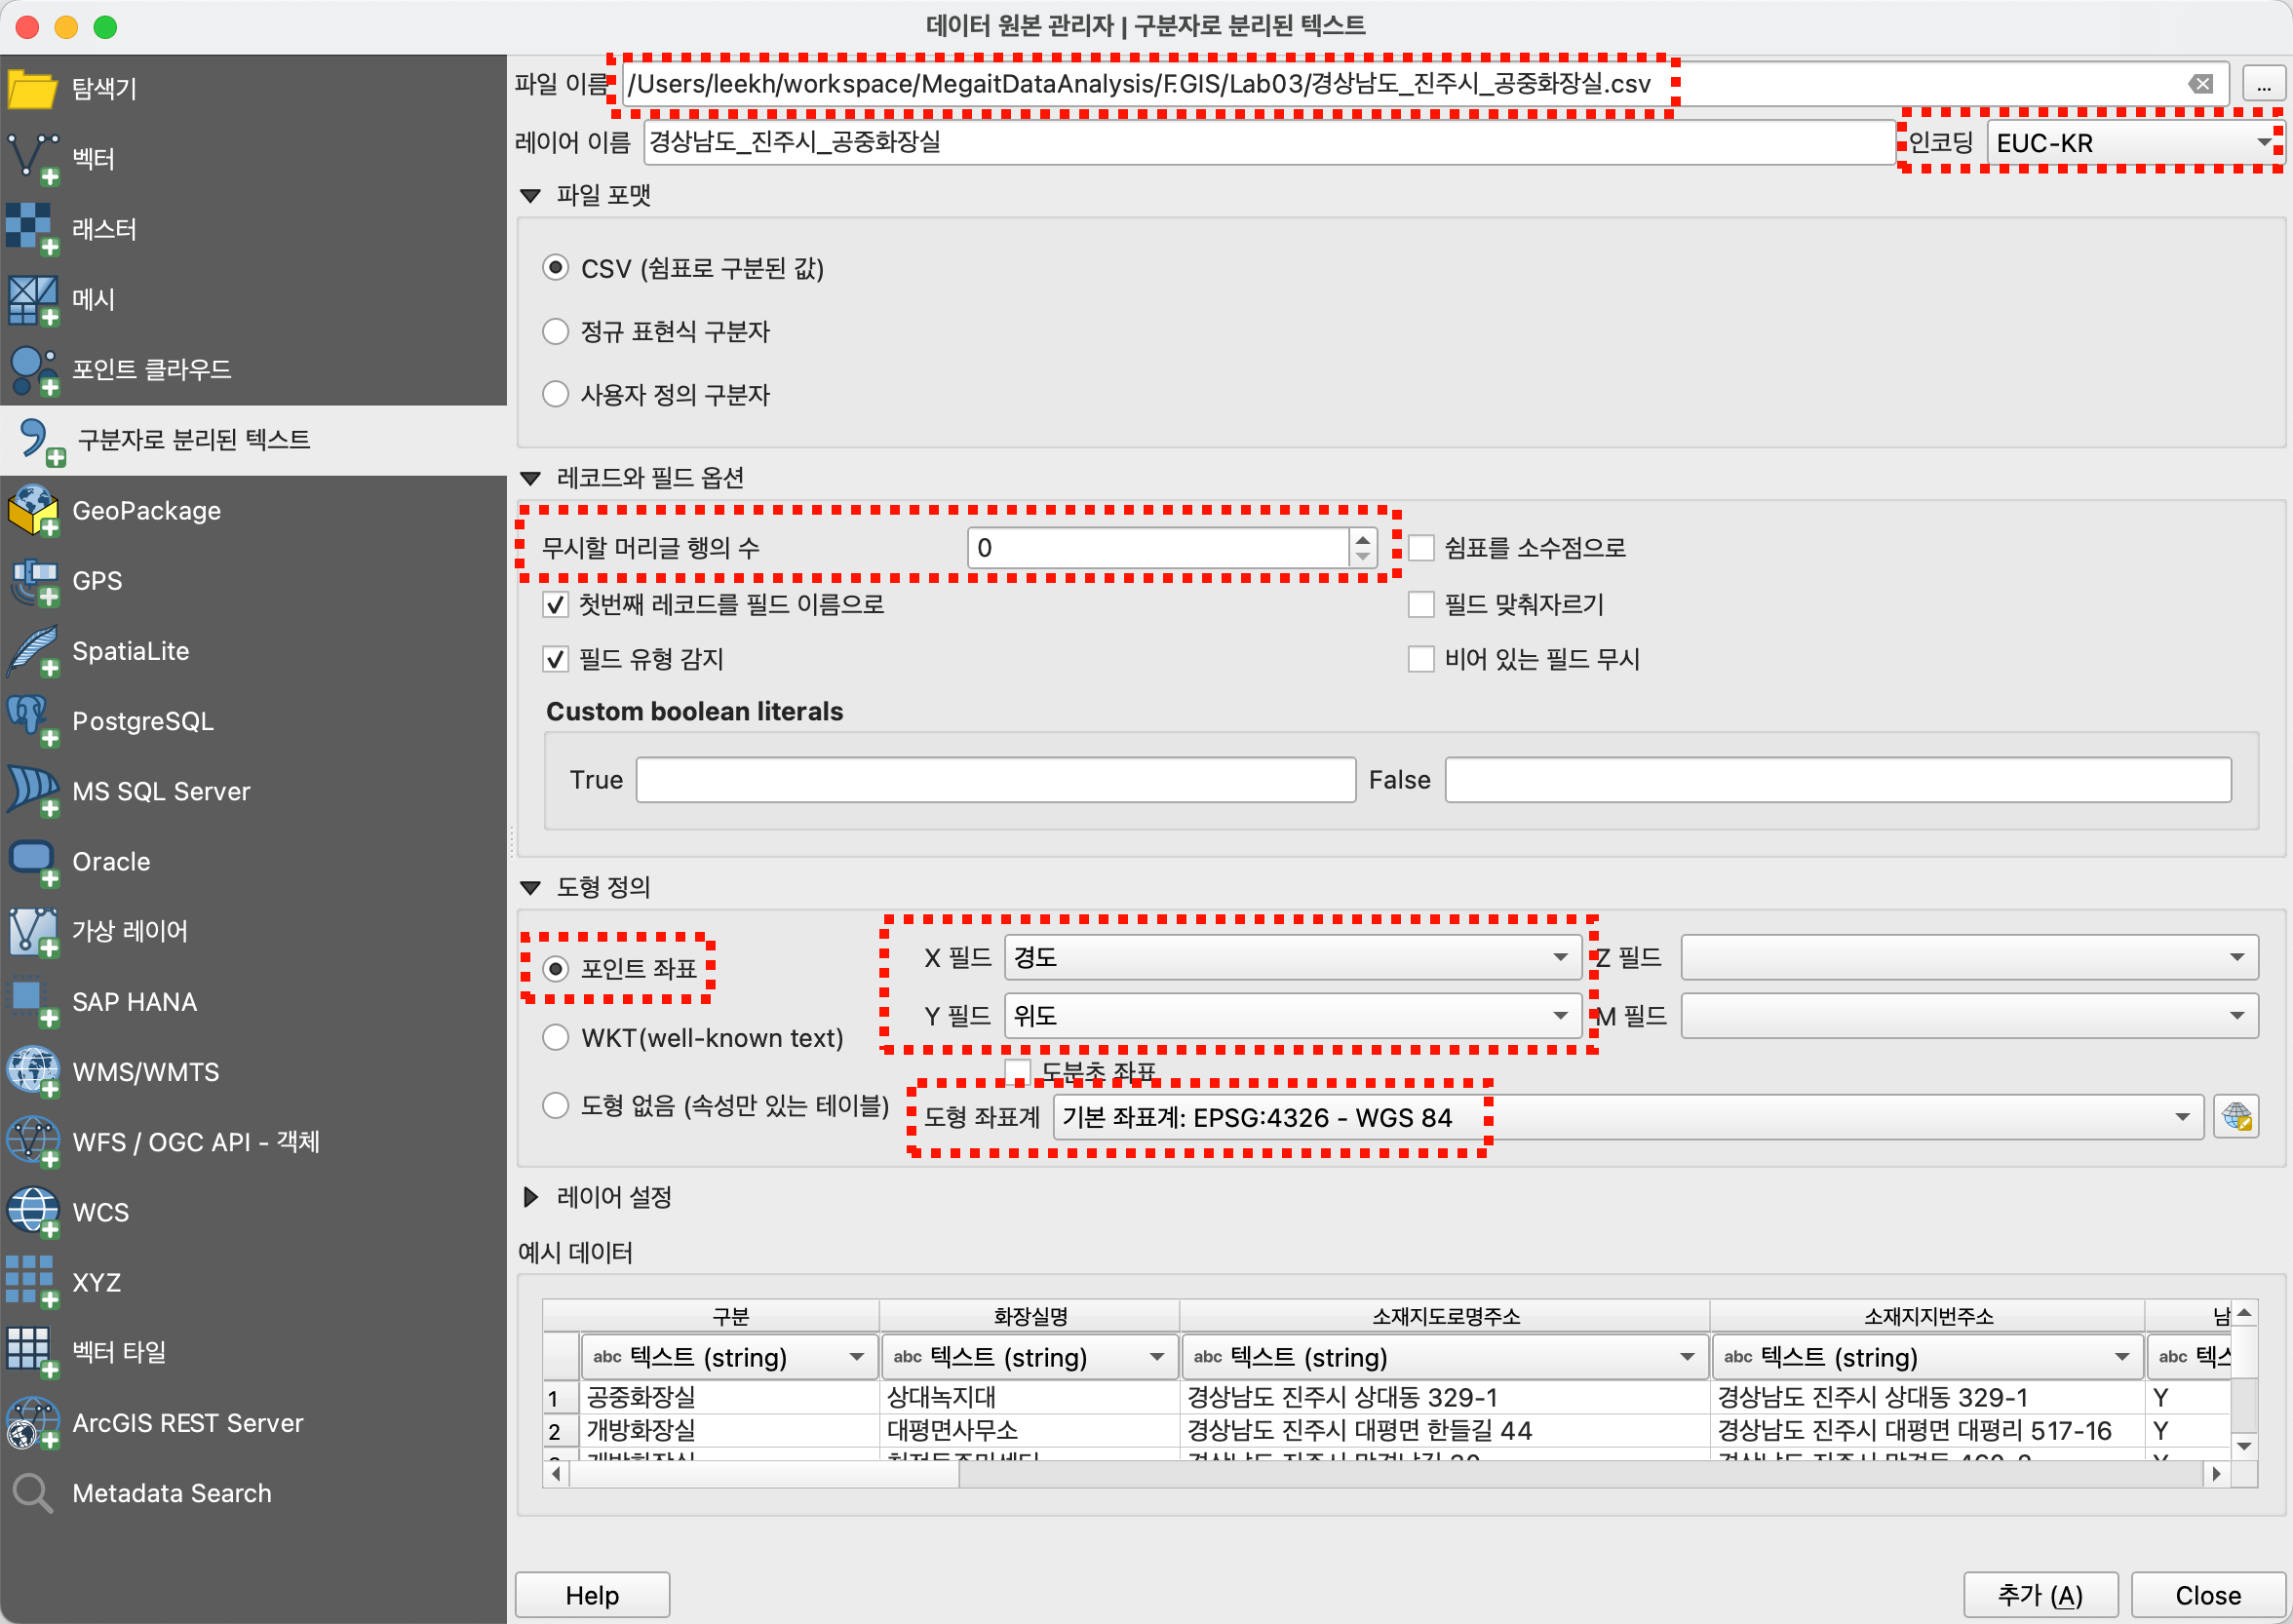 데이터 원본 관리자 | 구분자로 분리된 텍스트
탐색기
벡터
래스터
메시
포인트 클라우드
구분자로 분리된 텍스트
GeoPackage
GPS
SpatiaLite
PostgreSQL
MS SQL Server
Oracle
가상 레이어
SAP HANA
WMS/WMTS
WFS / OGC API - 객체
WCS
XYZ
벡터 타일
ArcGIS REST Server
Metadata Search
파일 이름 /Users/leekh/workspace/MegaitDataAnalysis/F.GIS/Lab03/경상남도_진주시_공중화장실.csv ...
레이어 이름 경상남도_진주시_공중화장실 인코딩 EUC-KR
파일 포맷
CSV (쉼표로 구분된 값)
정규 표현식 구분자
사용자 정의 구분자
레코드와 필드 옵션
무시할 머리글 행의 수 0 쉼표를 소수점으로
첫번째 레코드를 필드 이름으로 필드 맞춰자르기
필드 유형 감지 비어 있는 필드 무시
Custom boolean literals
True False
도형 정의
포인트 좌표 X 필드 경도 Z 필드
Y 필드 위도 M 필드
WKT(well-known text)
도분초 좌표
도형 없음 (속성만 있는 테이블) 도형 좌표계 기본 좌표계: EPSG:4326 - WGS 84
레이어 설정
예시 데이터
구분 화장실명 소재지도로명주소 소재지지번주소 남
abc 텍스트 (string) abc 텍스트 (string) abc 텍스트 (string) abc 텍스트 (string) abc 텍스
1 공중화장실 상대녹지대 경상남도 진주시 상대동 329-1 경상남도 진주시 상대동 329-1 Y
2 개방화장실 대평면사무소 경상남도 진주시 대평면 한들길 44 경상남도 진주시 대평면 대평리 517-16 Y
Help 추가 (A) Close